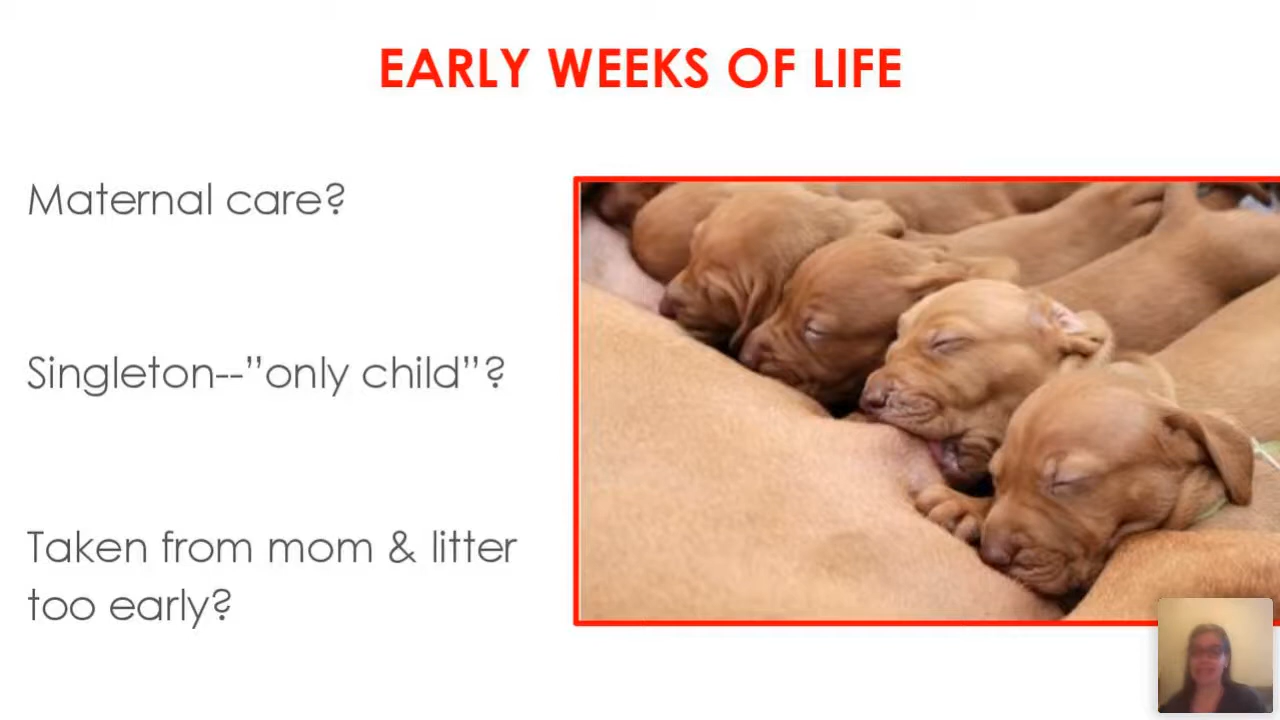 EARLY WEEKS OF LIFE
Maternal care?
Singleton--”only child”?
Taken from mom & litter
too early?